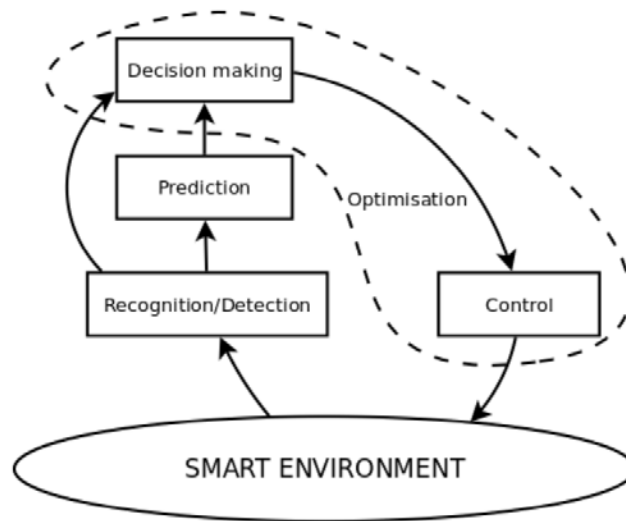 Decision making
Prediction
Optimisation
Recognition/Detection
Control
SMART ENVIRONMENT